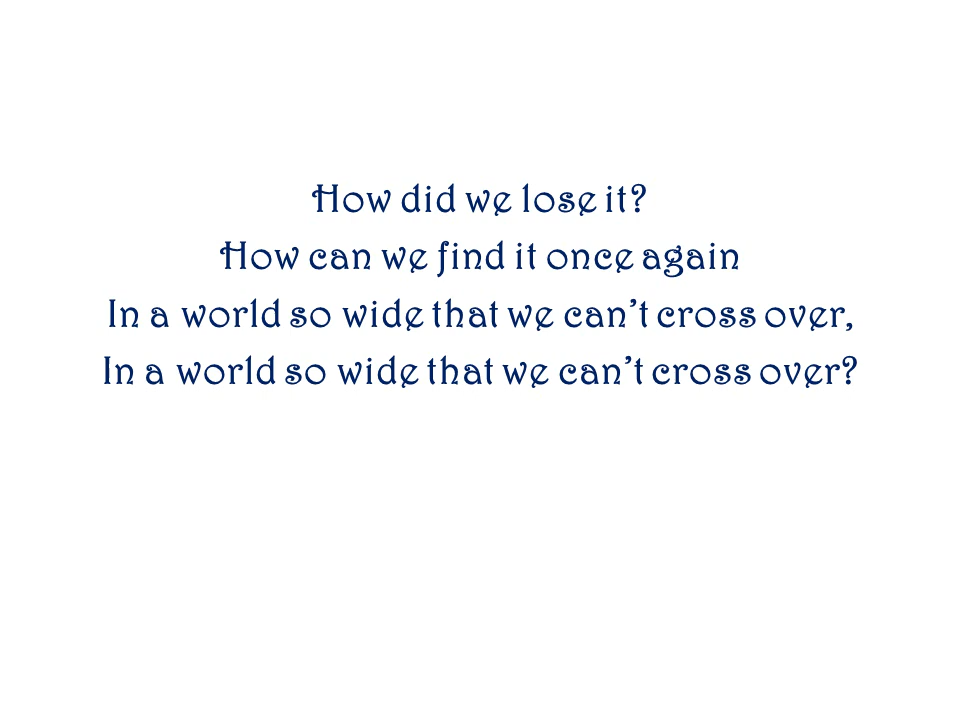 How did we lose it?
How can we find it once again
In a world so wide that we can’t cross over,
In a world so wide that we can’t cross over?